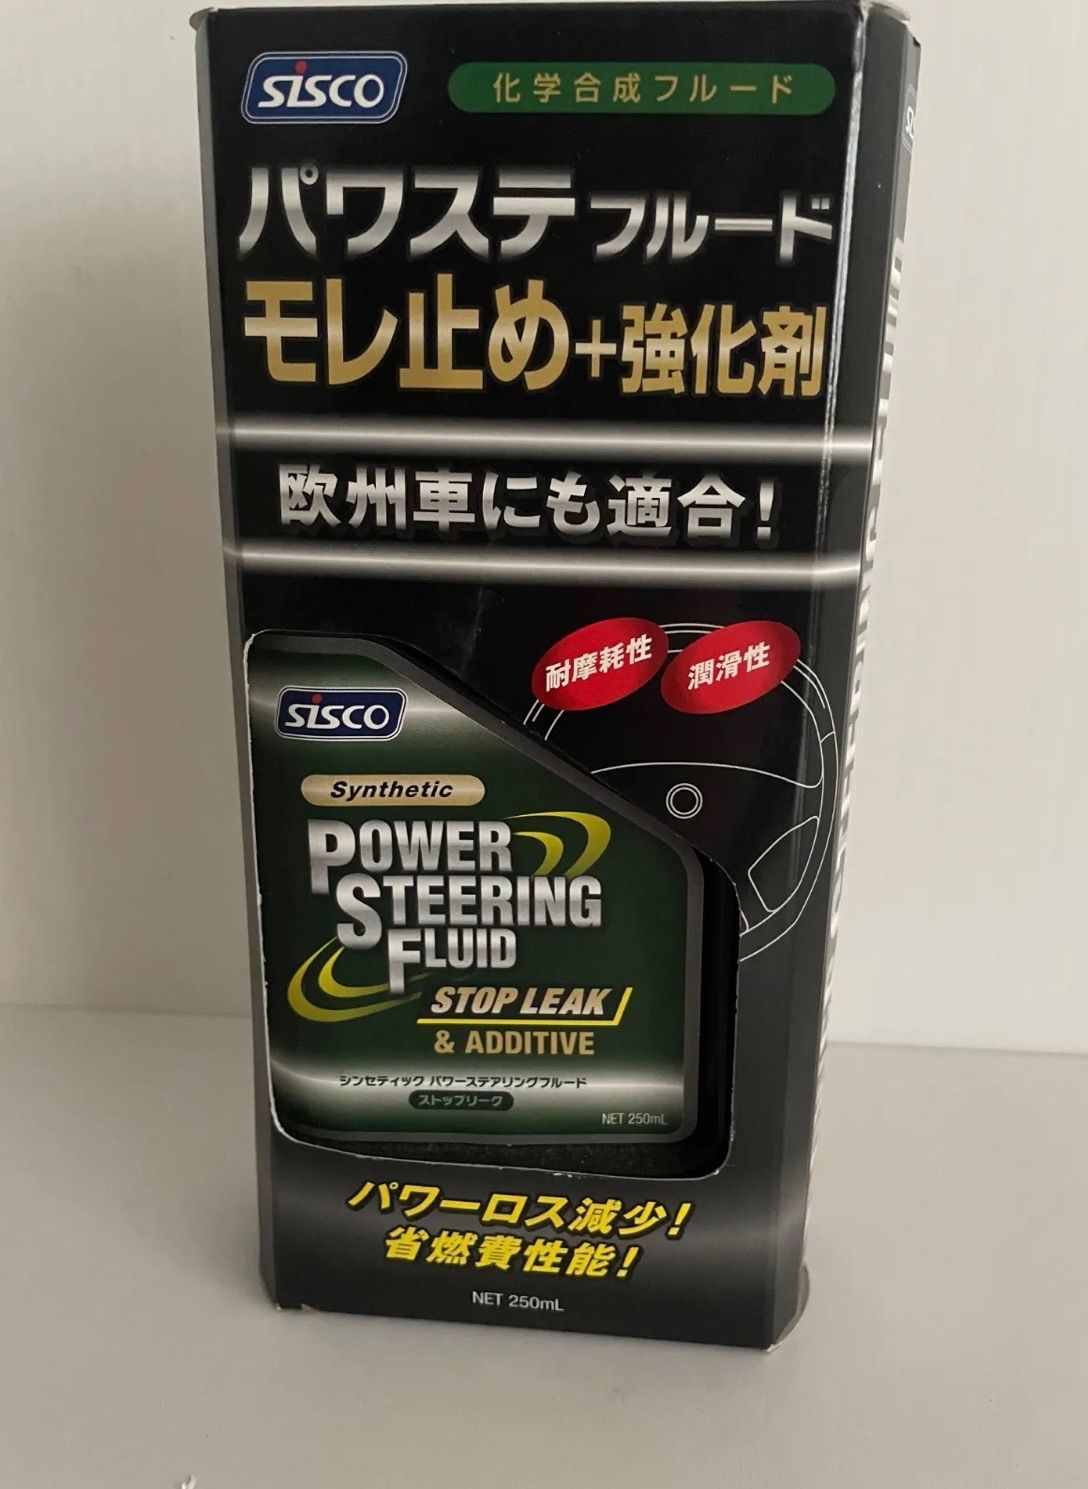 SiSCO
化学合成フルード
パワステフルード
モレ止め+強化剤
欧州車にも適合!
耐摩耗性
潤滑性
SiSCO
Synthetic
POWER
STEERING
FLUID
STOP LEAK
& ADDITIVE
シンセティック パワーステアリングフルード
ストップリーク
NET 250mL
パワーロス減少!
省燃費性能!
NET 250mL